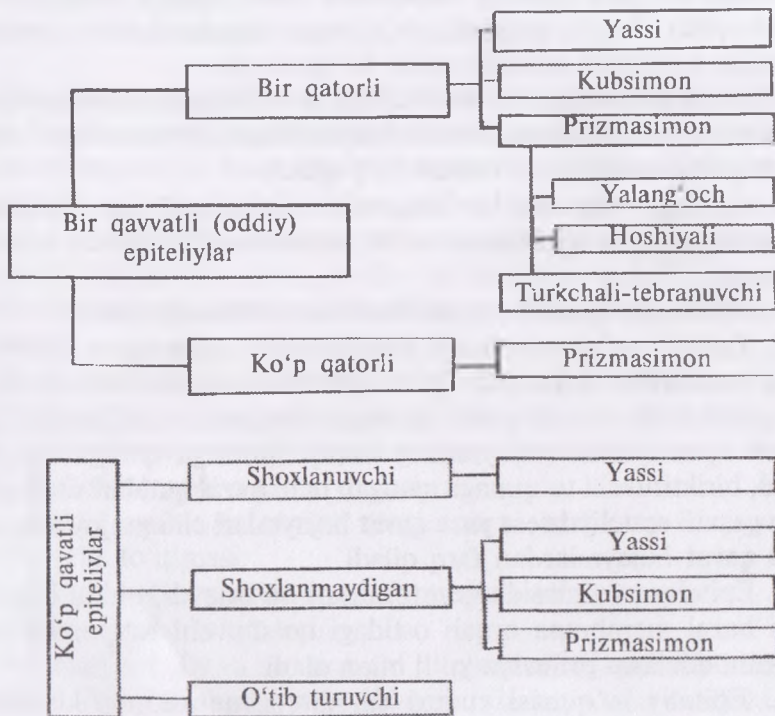 Yassi
Bir qatorli
Kubsimon
Prizmasimon
Yalang‘och
Bir qavvatli (oddiy)
epiteliylar
Hoshiyali
Turkchali-tebranuvchi
Ko‘p qatorli
Prizmasimon
Ko‘p qavatli
epiteliylar
Shoxlanuvchi
Yassi
Yassi
Shoxlanmaydigan
Kubsimon
Prizmasimon
O‘tib turuvchi